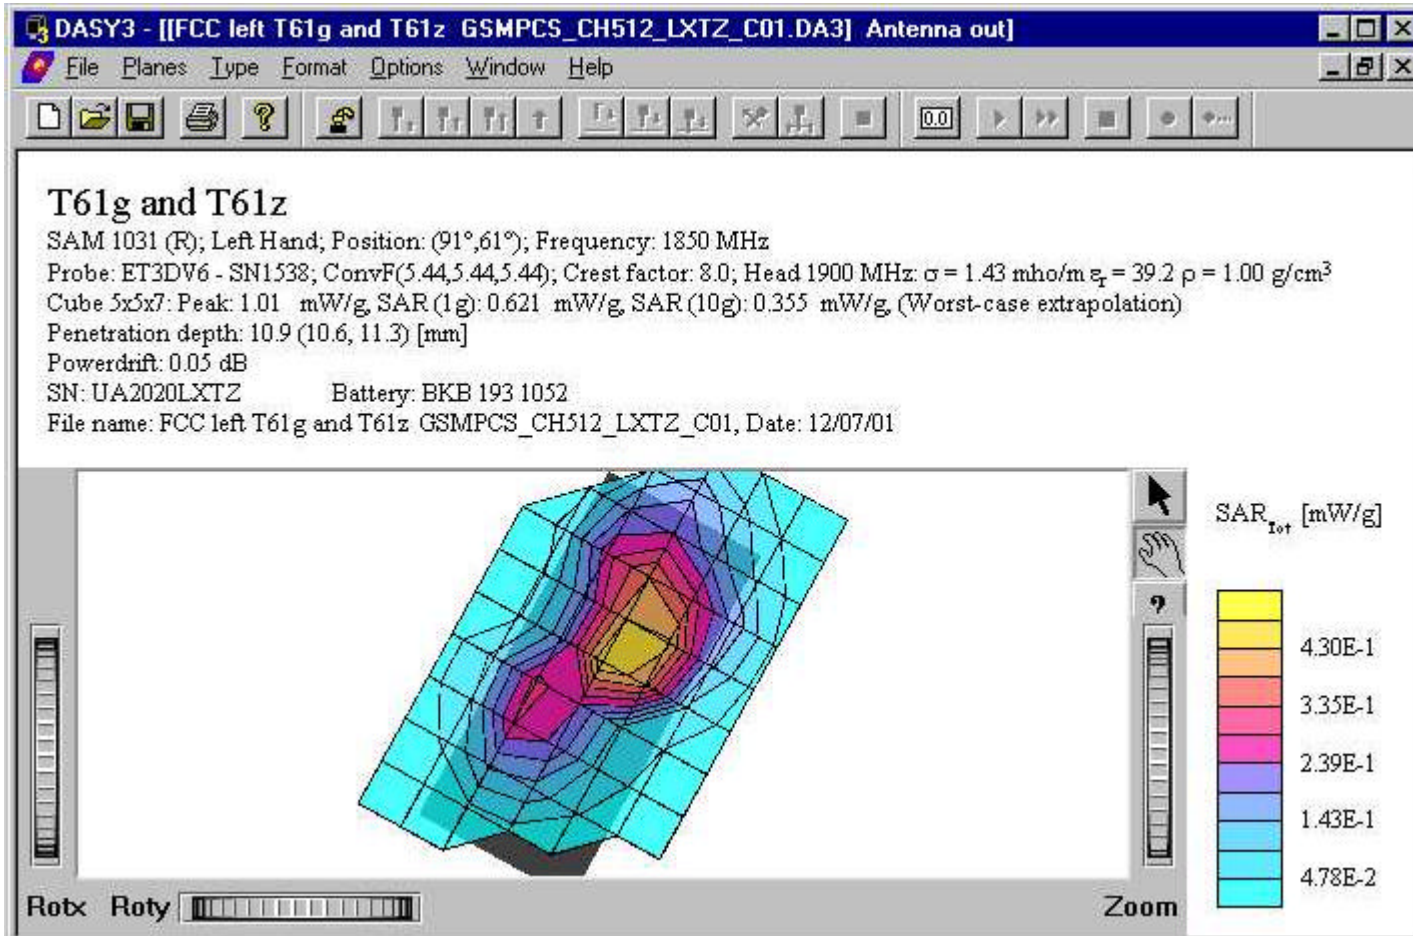 DASY3 - [[FCC left T61g and T61z GSMPCS_CH512_LXTZ_C01.DA3] Antenna out]
File Planes Type Format Options Window Help
0.0
T61g and T61z
SAM 1031 (R); Left Hand; Position: (91°,61°); Frequency: 1850 MHz
Probe: ET3DV6 - SN1538; ConvF(5.44,5.44,5.44); Crest factor: 8.0; Head 1900 MHz: σ = 1.43 mho/m εr = 39.2 ρ = 1.00 g/cm³
Cube 5x5x7: Peak: 1.01 mW/g, SAR (1g): 0.621 mW/g, SAR (10g): 0.355 mW/g, (Worst-case extrapolation)
Penetration depth: 10.9 (10.6, 11.3) [mm]
Powerdrift: 0.05 dB
SN: UA2020LXTZ Battery: BKB 193 1052
File name: FCC left T61g and T61z GSMPCS_CH512_LXTZ_C01, Date: 12/07/01
SARTot [mW/g]
?
4.30E-1
3.35E-1
2.39E-1
1.43E-1
4.78E-2
Rotx Roty Zoom